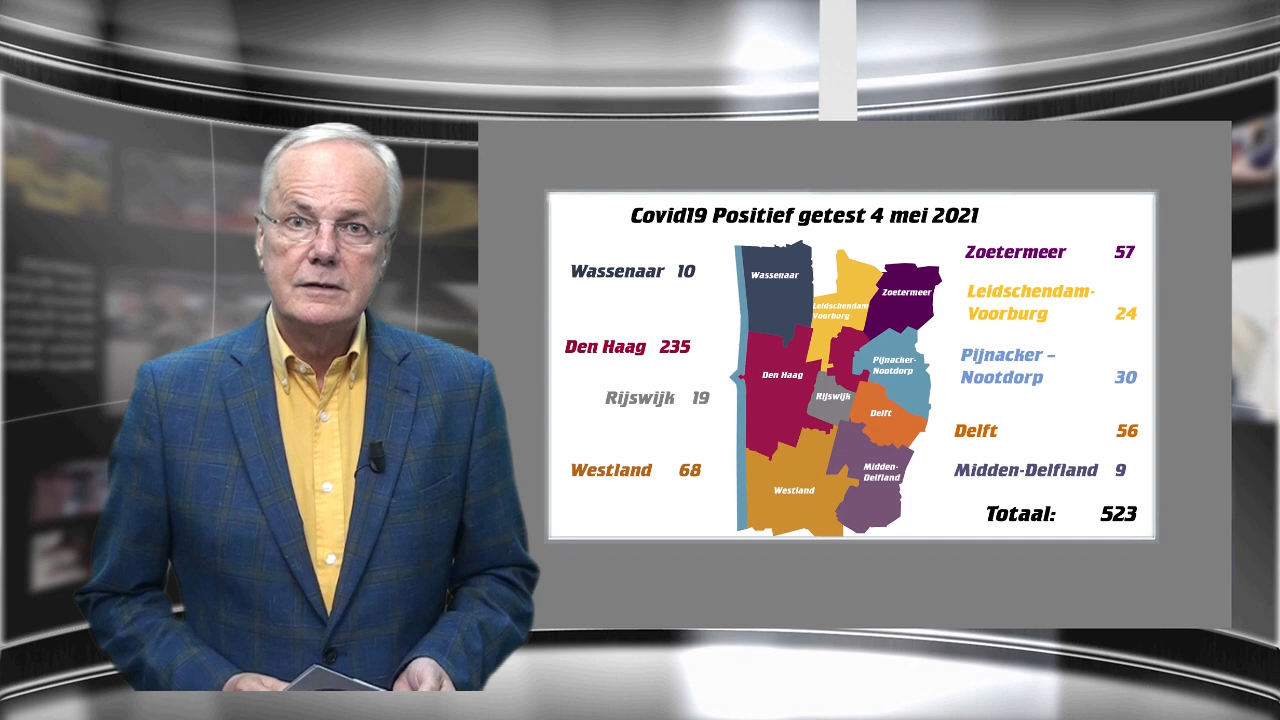 Covid19 Positief getest 4 mei 2021
Wassenaar 10
Den Haag 235
Rijswijk 19
Westland 68
Wassenaar
Leidschendam
Voorburg
Zoetermeer
Den Haag
Pijnacker-
Nootdorp
Rijswijk
Delft
Midden-
Delfland
Westland
Zoetermeer 57
Leidschendam-
Voorburg 24
Pijnacker –
Nootdorp 30
Delft 56
Midden-Delfland 9
Totaal: 523